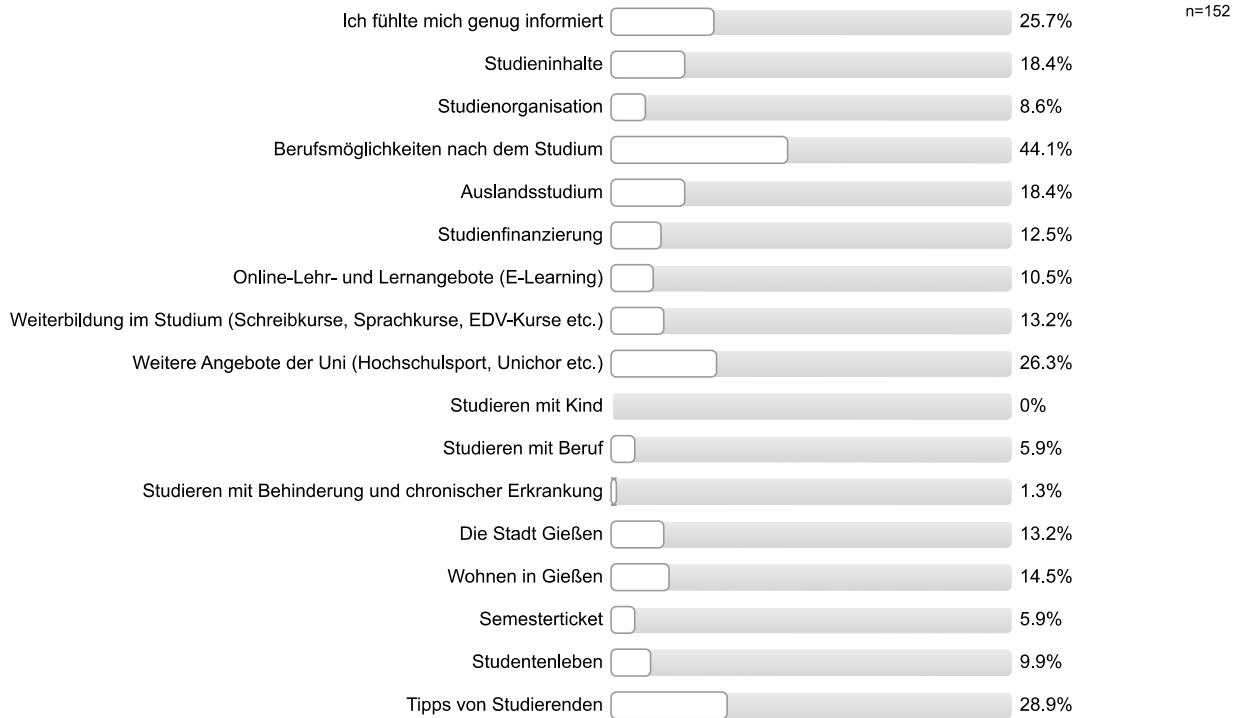 Ich fühlte mich genug informiert 25.7% n=152
Studieninhalte 18.4%
Studienorganisation 8.6%
Berufsmöglichkeiten nach dem Studium 44.1%
Auslandsstudium 18.4%
Studienfinanzierung 12.5%
Online-Lehr- und Lernangebote (E-Learning) 10.5%
Weiterbildung im Studium (Schreibkurse, Sprachkurse, EDV-Kurse etc.) 13.2%
Weitere Angebote der Uni (Hochschulsport, Unichor etc.) 26.3%
Studieren mit Kind 0%
Studieren mit Beruf 5.9%
Studieren mit Behinderung und chronischer Erkrankung 1.3%
Die Stadt Gießen 13.2%
Wohnen in Gießen 14.5%
Semesterticket 5.9%
Studentenleben 9.9%
Tipps von Studierenden 28.9%